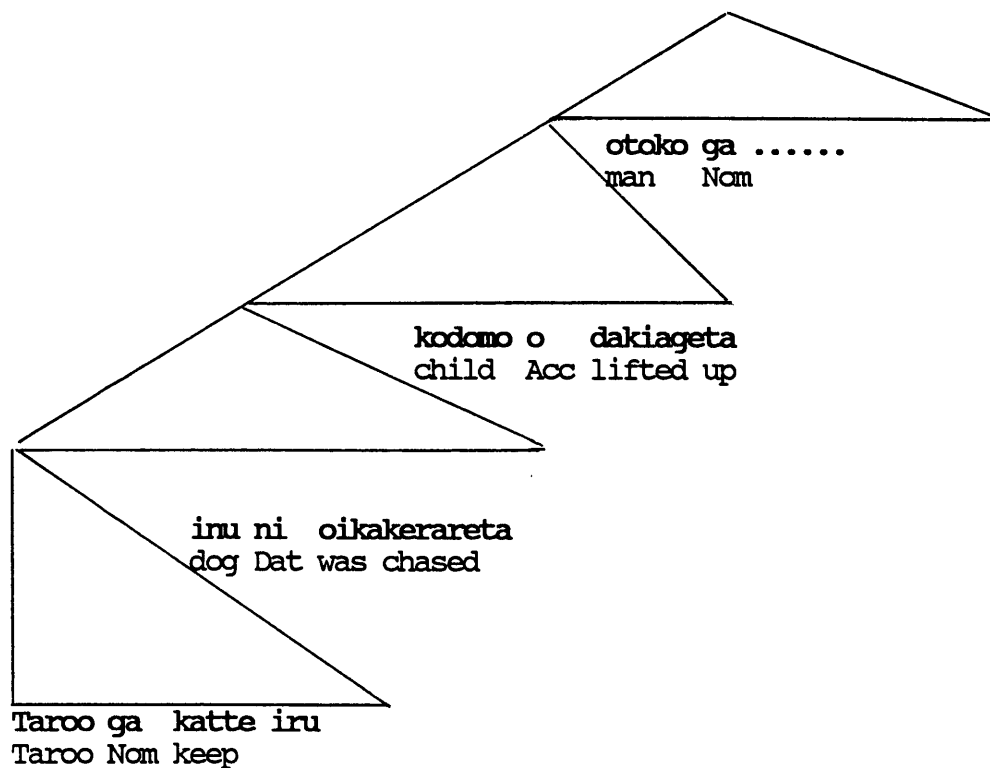 otoko ga ......
man Nom
kodomo o dakiageta
child Acc lifted up
inu ni oikakerareta
dog Dat was chased
Taroo ga katte iru
Taroo Nom keep